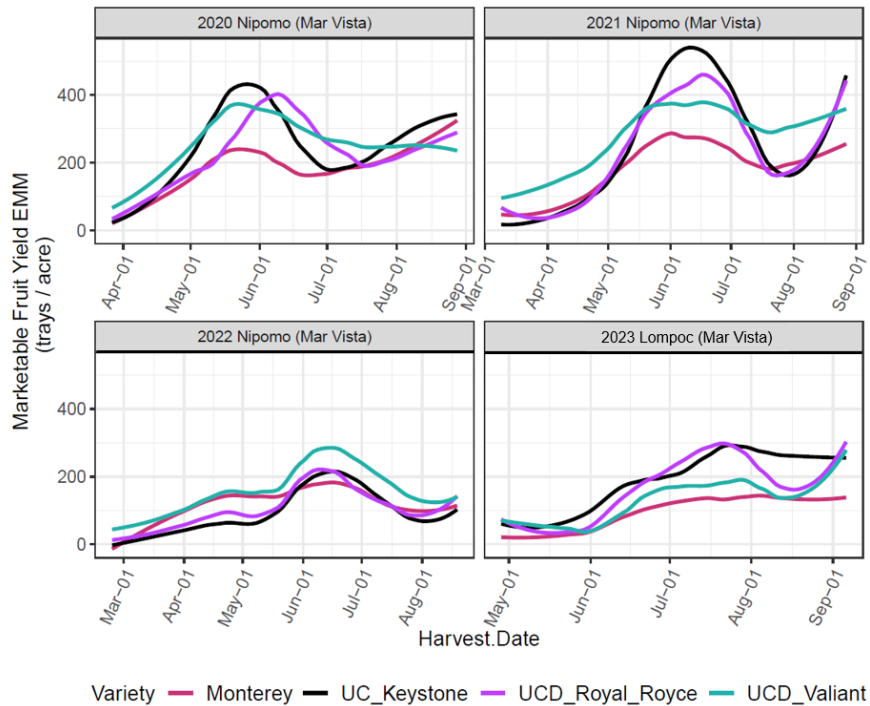 2020 Nipomo (Mar Vista)
2021 Nipomo (Mar Vista)
400
200
0
Apr-01
May-01
Jun-01
Jul-01
Aug-01
Sep-01
Mar-01
Apr-01
May-01
Jun-01
Jul-01
Aug-01
Sep-01
Marketable Fruit Yield EMM
(trays / acre)
2022 Nipomo (Mar Vista)
2023 Lompoc (Mar Vista)
400
200
0
Mar-01
Apr-01
May-01
Jun-01
Jul-01
Aug-01
May-01
Jun-01
Jul-01
Aug-01
Sep-01
Harvest.Date
Variety Monterey UC_Keystone UCD_Royal_Royce UCD_Valiant